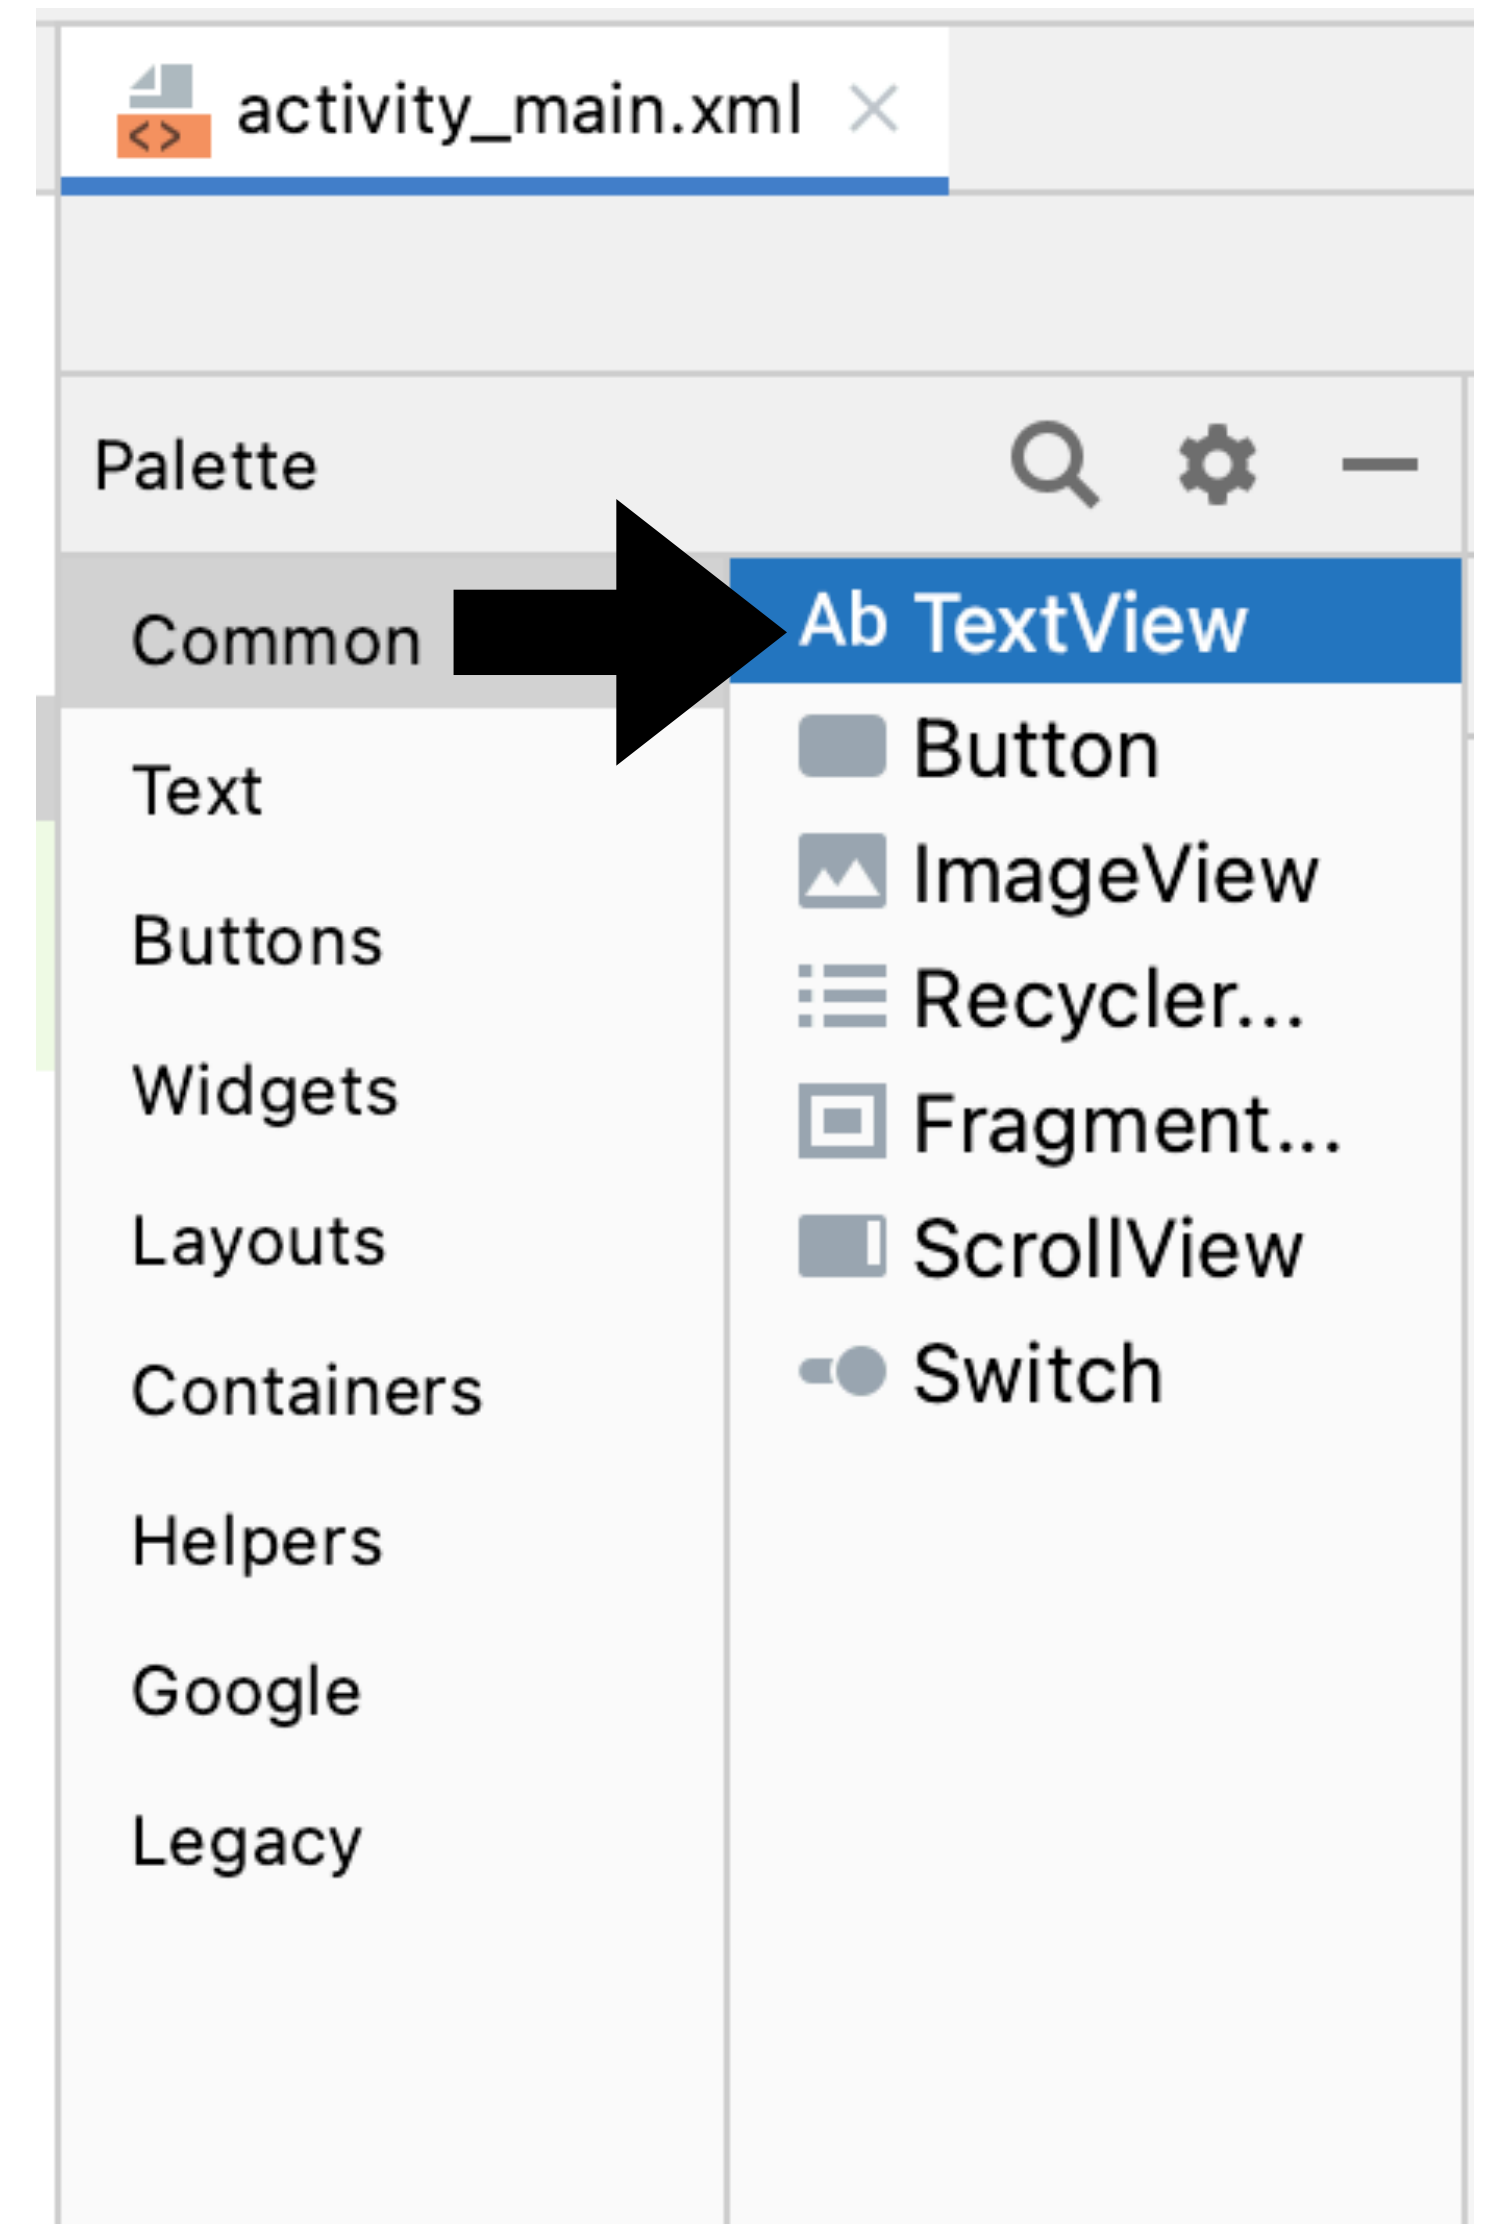 activity_main.xml
Palette
Common
Text
Buttons
Widgets
Layouts
Containers
Helpers
Google
Legacy
Ab TextView
Button
ImageView
Recycler...
Fragment...
ScrollView
Switch